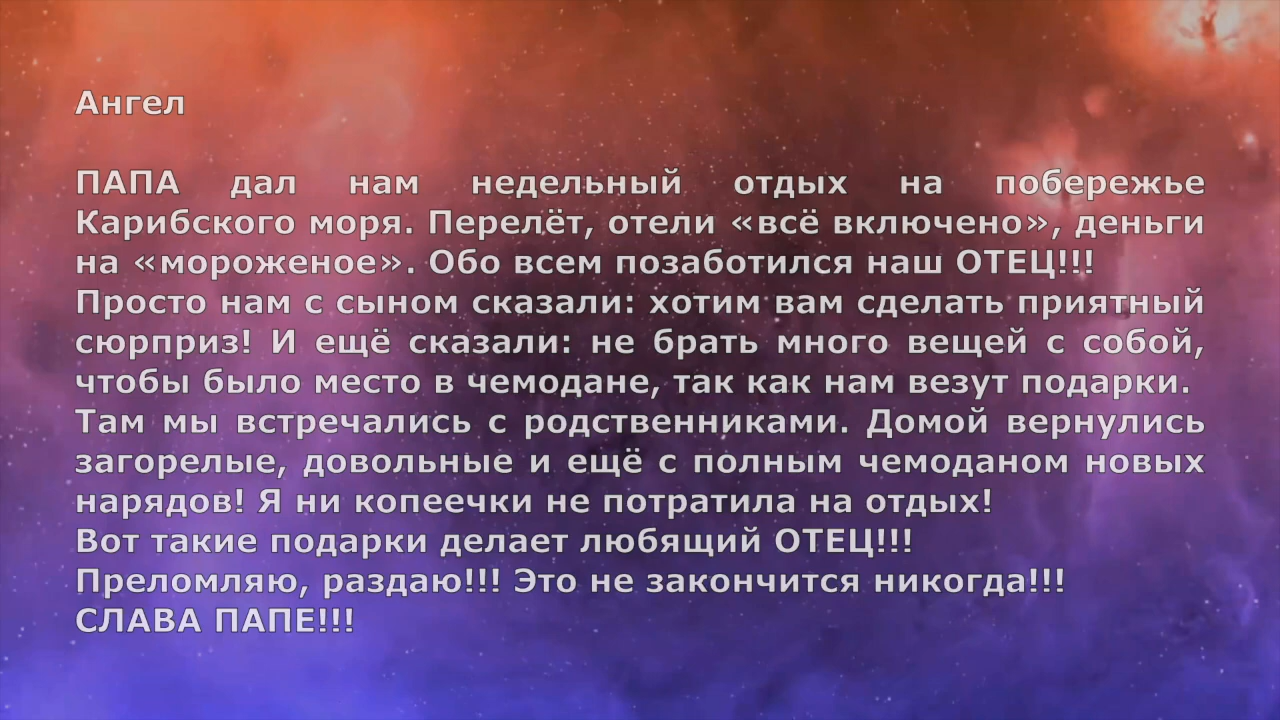 Ангел
ПАПА дал нам недельный отдых на побережье
Карибского моря. Перелёт, отели «всё включено», деньги
на «мороженое». Обо всем позаботился наш ОТЕЦ!!!
Просто нам с сыном сказали: хотим вам сделать приятный
сюрприз! И ещё сказали: не брать много вещей с собой,
чтобы было место в чемодане, так как нам везут подарки.
Там мы встречались с родственниками. Домой вернулись
загорелые, довольные и ещё с полным чемоданом новых
нарядов! Я ни копеечки не потратила на отдых!
Вот такие подарки делает любящий ОТЕЦ!!!
Преломляю, раздаю!!! Это не закончится никогда!!!
СЛАВА ПАПЕ!!!